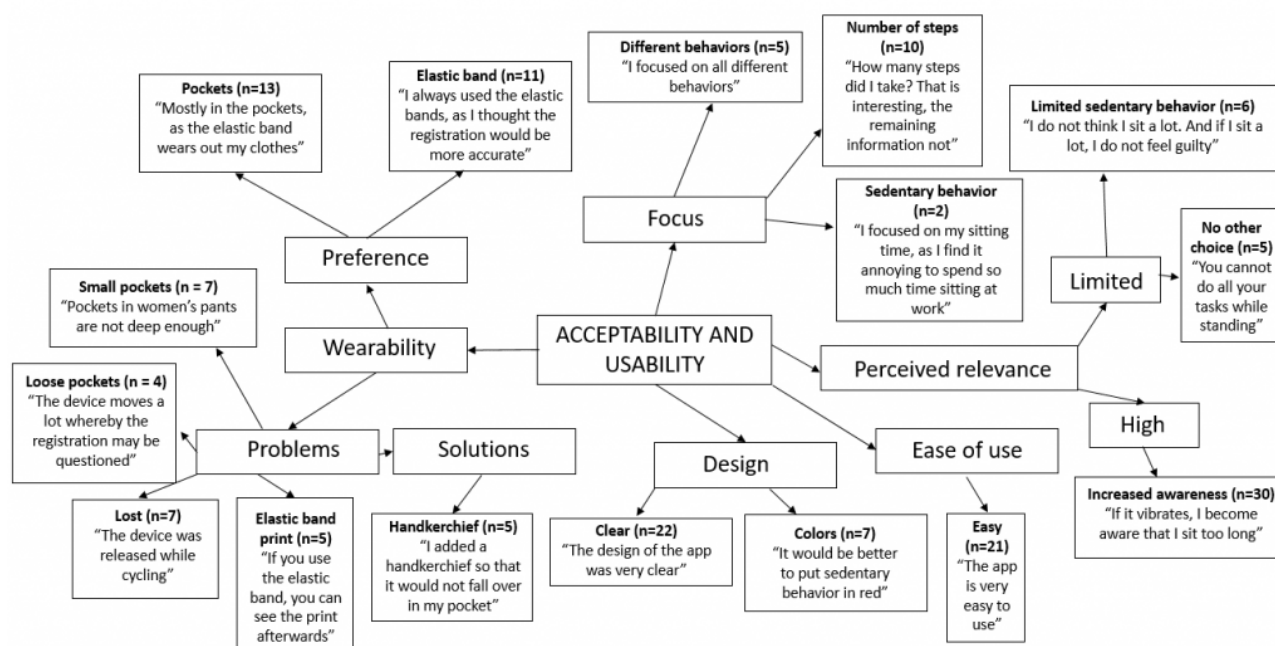 Pockets (n=13)
“Mostly in the pockets,
as the elastic band
wears out my clothes”
Elastic band (n=11)
“I always used the elastic
bands, as I thought the
registration would be
more accurate”
Different behaviors (n=5)
“I focused on all different
behaviors”
Number of steps
(n=10)
“How many steps
did I take? That is
interesting, the
remaining
information not”
Limited sedentary behavior (n=6)
“I do not think I sit a lot. And if I sit a
lot, I do not feel guilty”
Preference
Focus
Sedentary behavior
(n=2)
“I focused on my sitting
time, as I find it
annoying to spend so
much time sitting at
work”
No other
choice (n=5)
“You cannot
do all your
tasks while
standing”
Limited
Small pockets (n = 7)
“Pockets in women’s pants
are not deep enough”
Wearability
ACCEPTABILITY AND
USABILITY
Perceived relevance
High
Increased awareness (n=30)
“If it vibrates, I become
aware that I sit too long”
Loose pockets (n = 4)
“The device moves a
lot whereby the
registration may be
questioned”
Problems
Solutions
Design
Ease of use
Lost (n=7)
“The device was
released while
cycling”
Elastic band
print (n=5)
“If you use
the elastic
band, you can
see the print
afterwards”
Handkerchief (n=5)
“I added a
handkerchief so that
it would not fall over
in my pocket”
Clear (n=22)
“The design of the app
was very clear”
Colors (n=7)
“It would be better
to put sedentary
behavior in red”
Easy
(n=21)
“The app
is very
easy to
use”